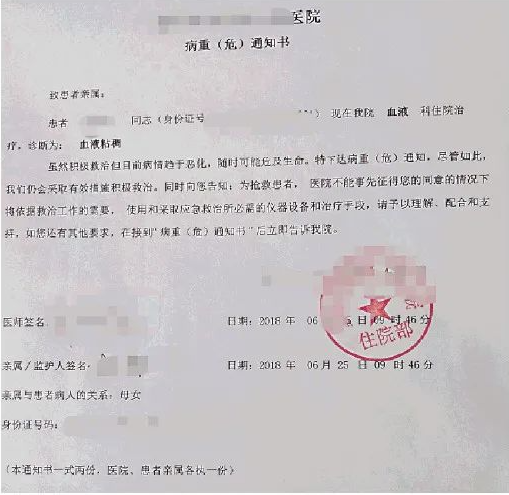 医院
病重（危）通知书
致患者亲属：
患者 同志（身份证号 ）现在我院 血液 科住院治
疗，诊断为： 血液粘稠
虽然积极救治但目前病情趋于恶化，随时可能危及生命。特下达病重（危）通知，尽管如此，
我们仍会采取有效措施积极救治。同时向您告知：为抢救患者， 医院不能事先征得您的同意的情况下
将依据救治工作的需要， 使用和采取应急救治所必需的仪器设备和治疗手段，请予以理解、配合和支
持，如您还有其他要求，在接到“病重（危）通知书”后立即告诉我院。
医师签名 日期：2018 年 06 日 09 时 46 分
住院部
亲属／监护人签名： 日期：2018 年 06 月 25 日 09 时 46 分
亲属与患者病人的关系：母女
身份证号码：
（本通知书一式两份，医院、患者亲属各执一份）